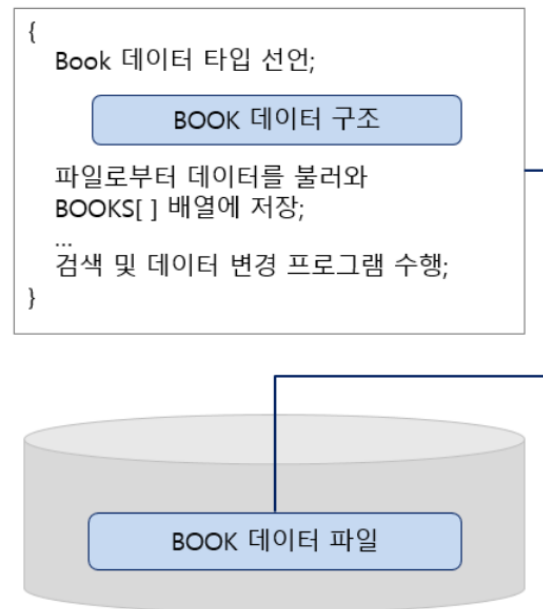 {
Book 데이터 타입 선언;
BOOK 데이터 구조
파일로부터 데이터를 불러와
BOOKS[ ] 배열에 저장;
...
검색 및 데이터 변경 프로그램 수행;
}
BOOK 데이터 파일